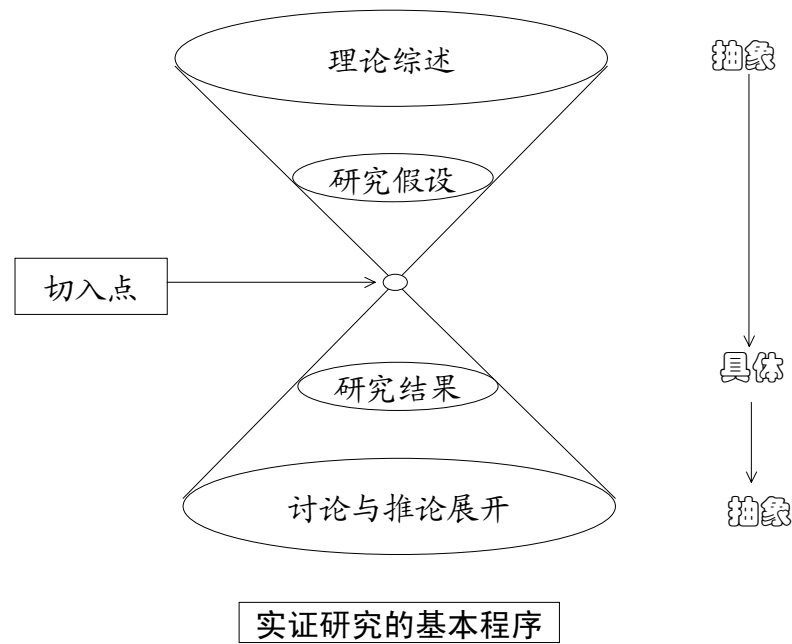 理论综述
抽象
研究假设
切入点
具体
研究结果
讨论与推论展开
抽象
实证研究的基本程序